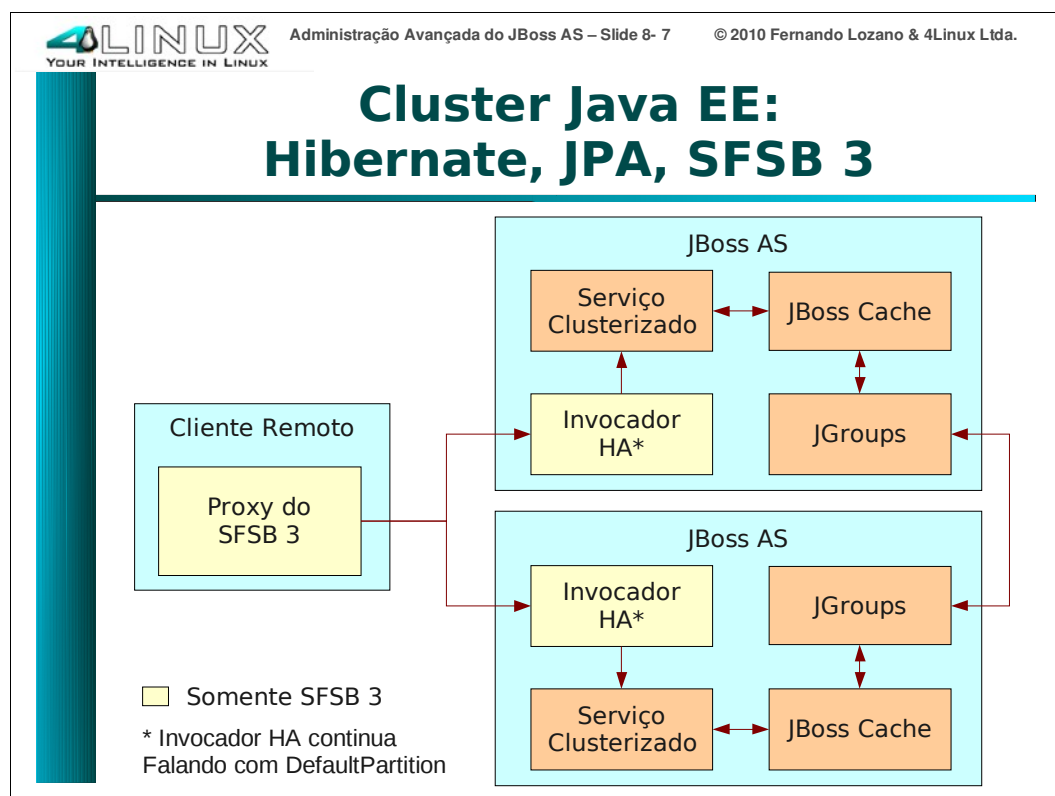 4LINUX
YOUR INTELLIGENCE IN LINUX
Administração Avançada do JBoss AS – Slide 8- 7
© 2010 Fernando Lozano & 4Linux Ltda.
Cluster Java EE:
Hibernate, JPA, SFSB 3
JBoss AS
Serviço
Clusterizado
JBoss Cache
Invocador
HA*
JGroups
Cliente Remoto
Proxy do
SFSB 3
JBoss AS
Invocador
HA*
JGroups
Serviço
Clusterizado
JBoss Cache
Somente SFSB 3
* Invocador HA continua
Falando com DefaultPartition